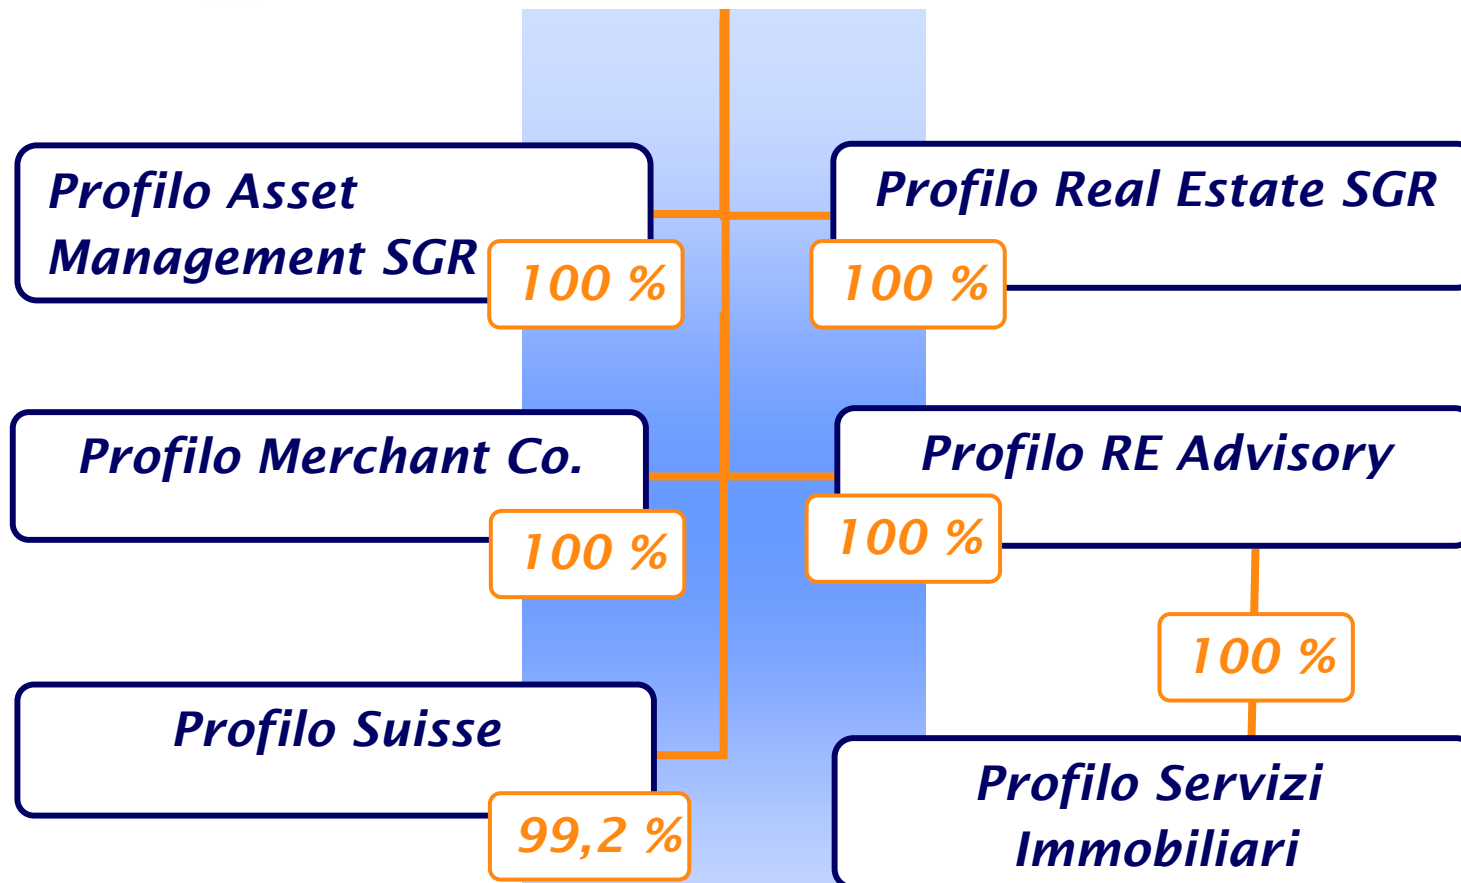 Profilo Asset
Management SGR
100 %
Profilo Real Estate SGR
100 %
Profilo Merchant Co.
100 %
Profilo RE Advisory
100 %
100 %
Profilo Suisse
99,2 %
Profilo Servizi
Immobiliari